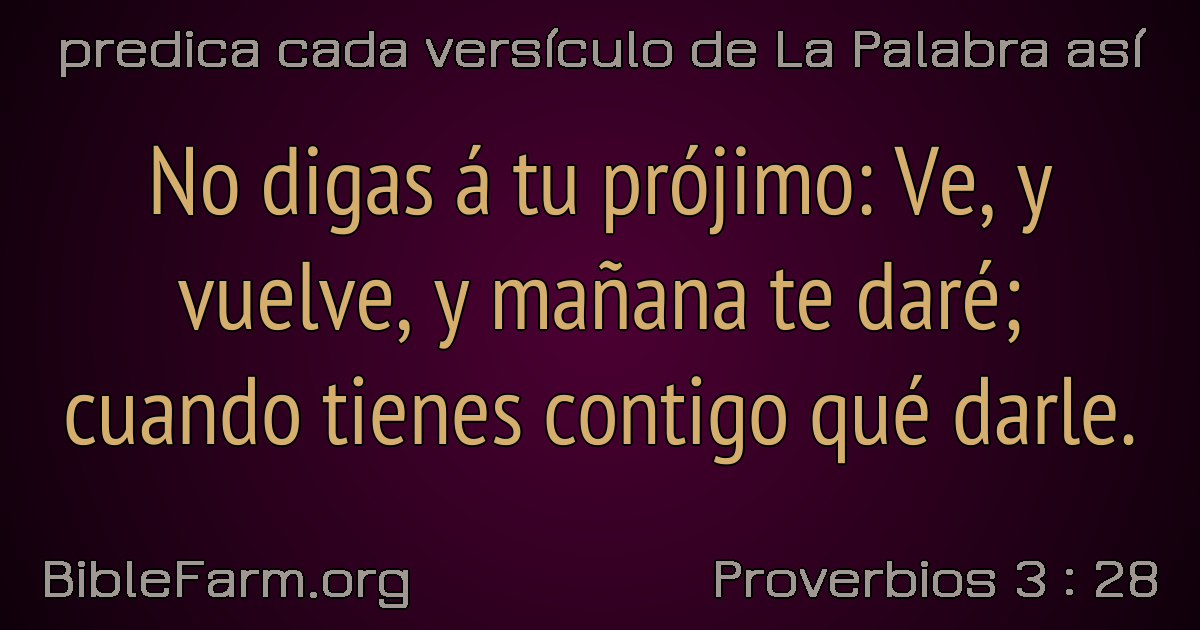 predica cada versículo de La Palabra así
No digas á tu prójimo: Ve, y
vuelve, y mañana te daré;
cuando tienes contigo qué darle.
BibleFarm.org
Proverbios 3 : 28